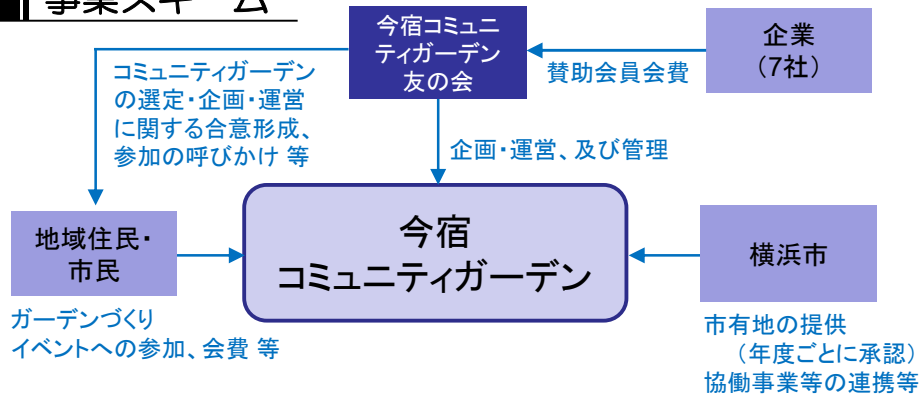 事業スキーム
今宿コミュニ
ティガーデン
友の会
企業
（7社）
賛助会員会費
コミュニティガーデン
の選定・企画・運営
に関する合意形成、
参加の呼びかけ 等
企画・運営、及び管理
地域住民・
市民
今宿
コミュニティガーデン
横浜市
ガーデンづくり
イベントへの参加、会費 等
市有地の提供
（年度ごとに承認）
協働事業等の連携等